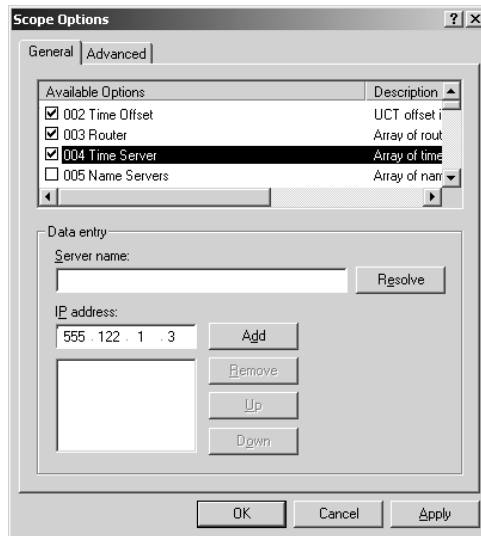 Scope Options
General Advanced
Available Options Description
002 Time Offset UCT offset i
003 Router Array of rout
004 Time Server Array of time
005 Name Servers Array of nam
Data entry
Server name:
Resolve
IP address:
555 . 122 . 1 . 3 Add
Remove
Up
Down
OK Cancel Apply